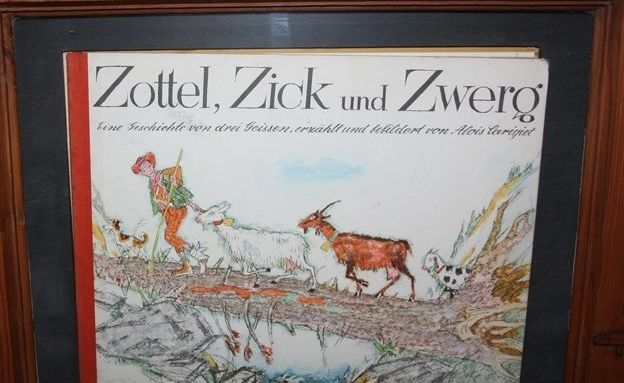 Zottel, Zick und Zwerg
Eine Geschichte von drei Geissen, erzählt und bebildert von Alois Carigiet